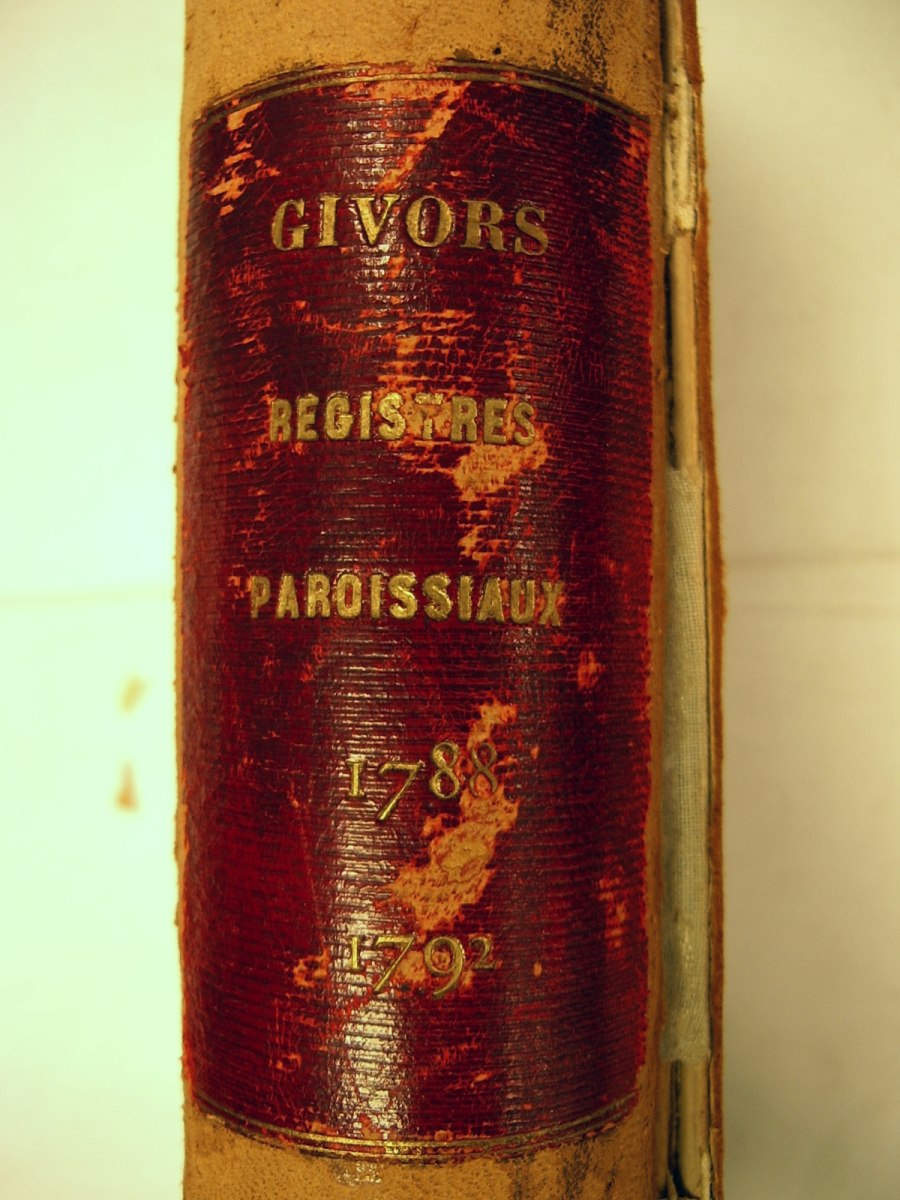 GIVORS
REGISTRES
PAROISSIAUX
1788
1792